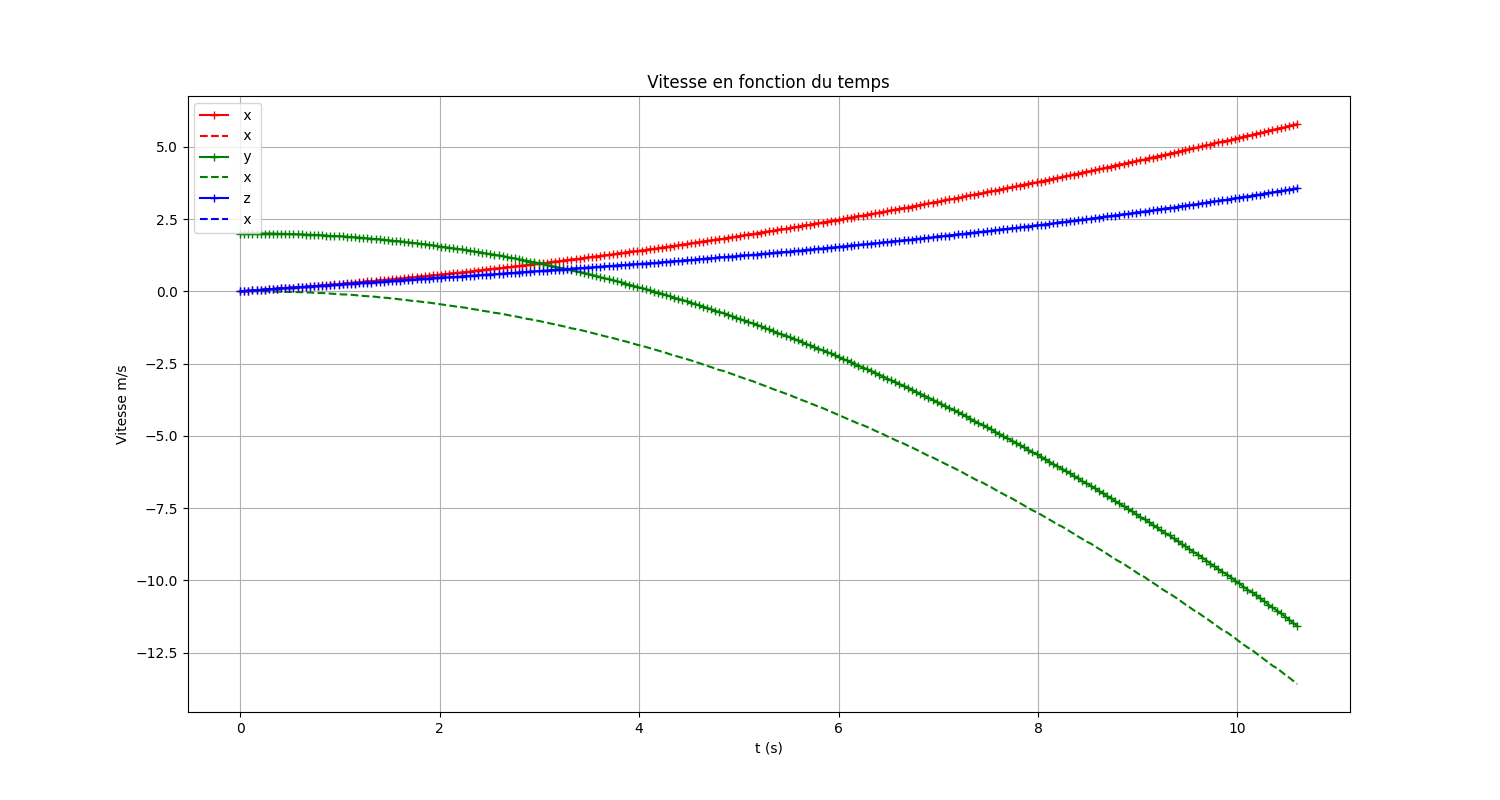 Vitesse en fonction du temps
x
x
y
x
z
x
5.0
2.5
0.0
−2.5
−5.0
−7.5
−10.0
−12.5
Vitesse m/s
0 2 4 6 8 10
t (s)